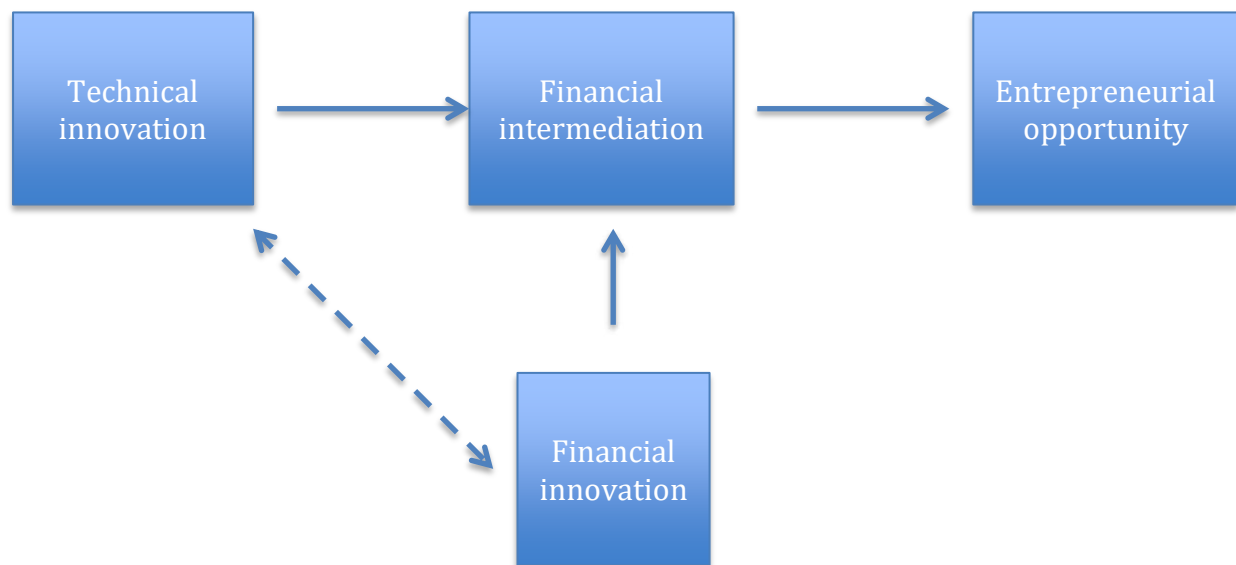 Technical
innovation
Financial
intermediation
Entrepreneurial
opportunity
Financial
innovation